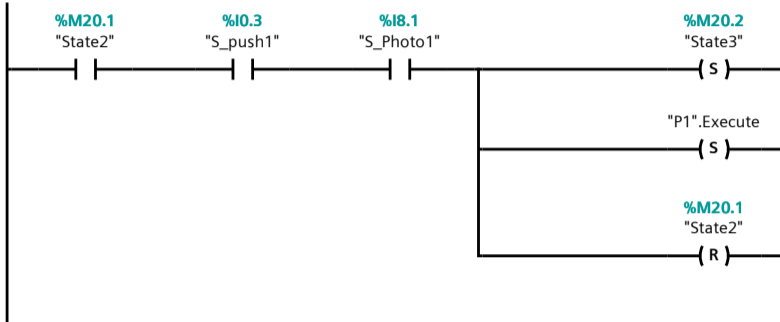 %M20.1 %I0.3 %I8.1 %M20.2
"State2" "S_push1" "S_Photo1" "State3"
S
"P1".Execute
S
%M20.1
"State2"
R